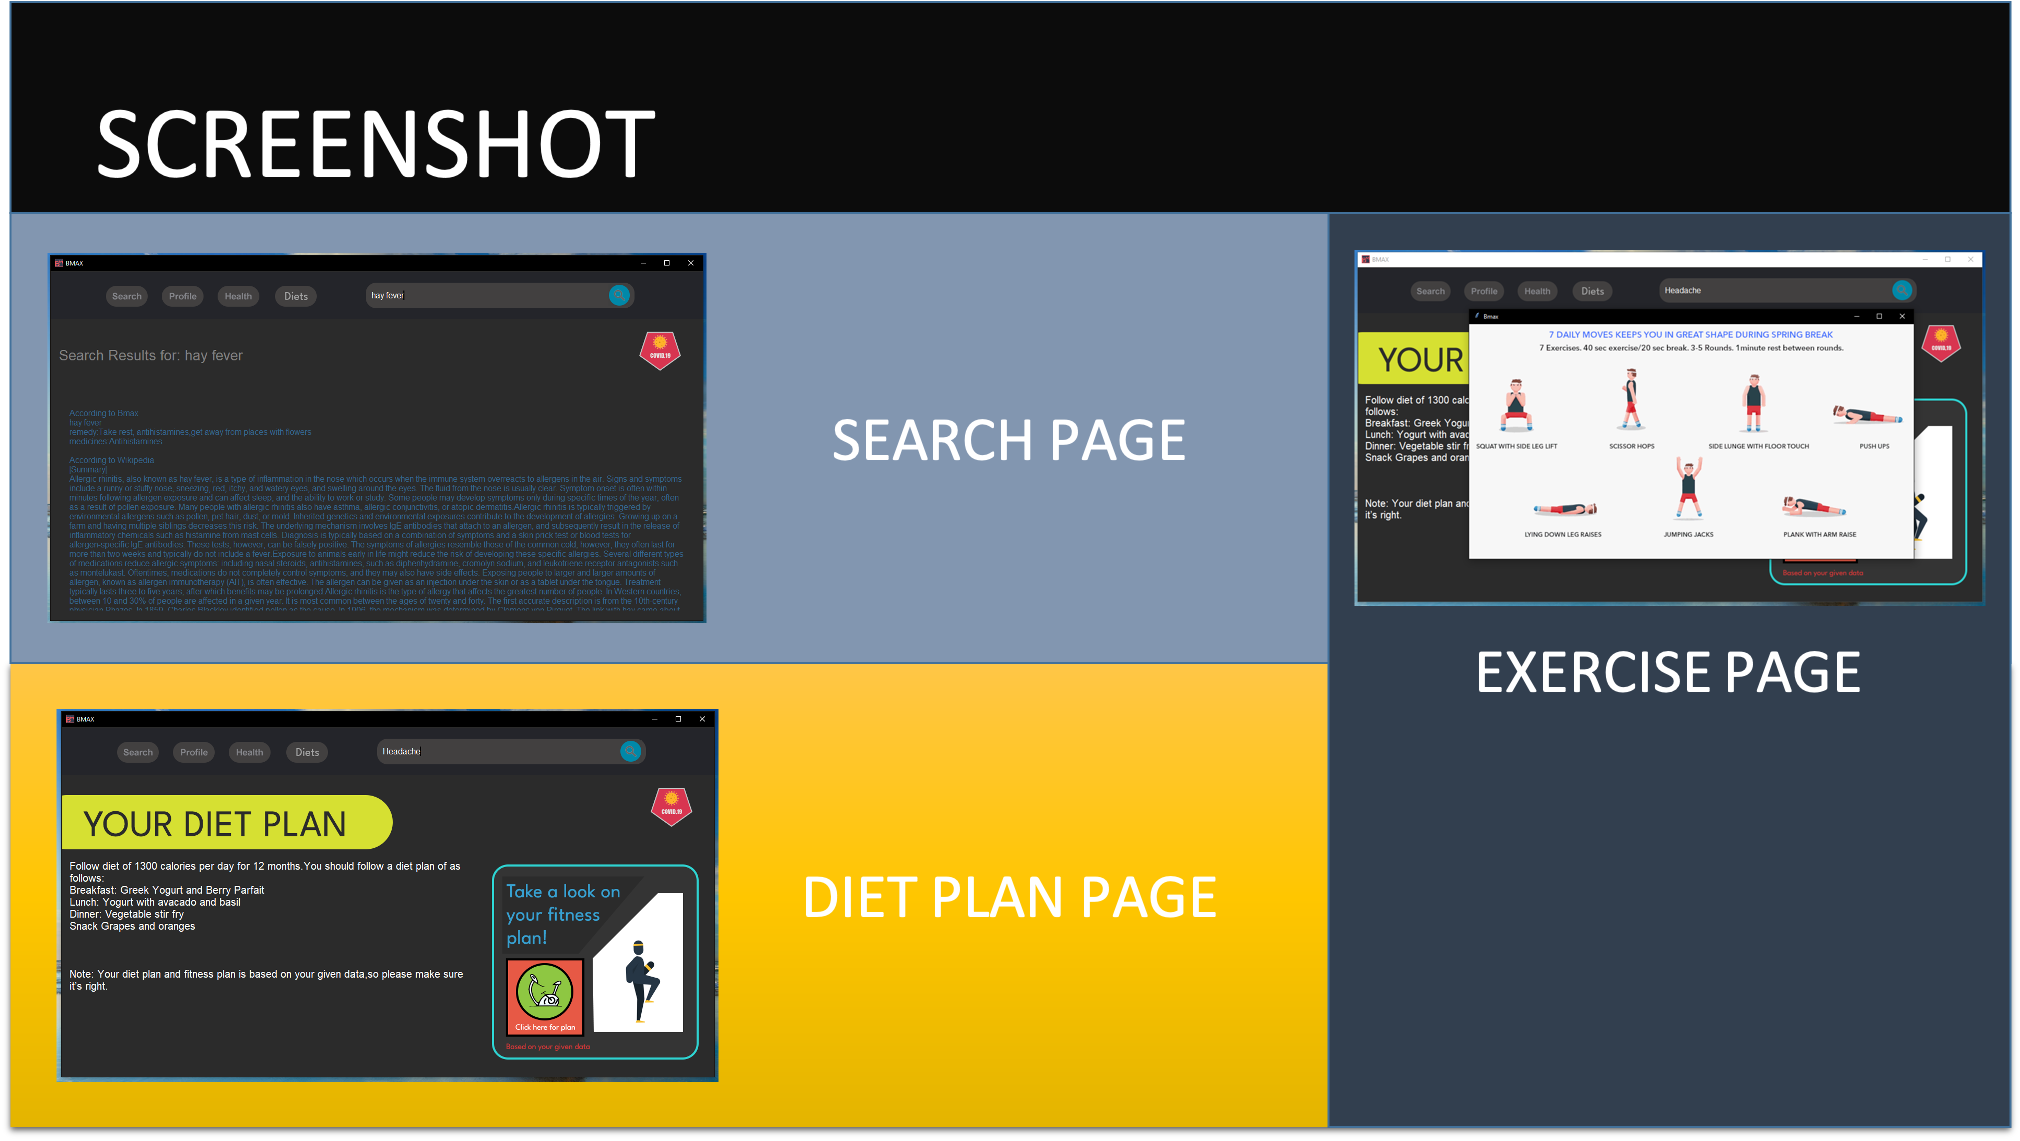 SCREENSHOT
BMAX
Search
Profile
Health
Diets
hay fever
COVID.19
Search Results for: hay fever
According to Bmax
hay fever
remedy:Take rest, antihistamines,get away from places with flowers
medicines:Antihistamines
According to Wikipedia
[Summary]
Allergic rhinitis, also known as hay fever, is a type of inflammation in the nose which occurs when the immune system overreacts to allergens in the air. Signs and symptoms
include a runny or stuffy nose, sneezing, red, itchy, and watery eyes, and swelling around the eyes. The fluid from the nose is usually clear. Symptom onset is often within
minutes following allergen exposure and can affect sleep, and the ability to work or study. Some people may develop symptoms only during specific times of the year, often
as a result of pollen exposure. Many people with allergic rhinitis also have asthma, allergic conjunctivitis, or atopic dermatitis.Allergic rhinitis is typically triggered by
environmental allergens such as pollen, pet hair, dust, or mold. Inherited genetics and environmental exposures contribute to the development of allergies. Growing up on a
farm and having multiple siblings decreases this risk. The underlying mechanism involves IgE antibodies that attach to an allergen, and subsequently result in the release of
inflammatory chemicals such as histamine from mast cells. Diagnosis is typically based on a combination of symptoms and a skin prick test or blood tests for
allergen-specific IgE antibodies. These tests, however, can be falsely positive. The symptoms of allergies resemble those of the common cold; however, they often last for
more than two weeks and typically do not include a fever.Exposure to animals early in life might reduce the risk of developing these specific allergies. Several different types
of medications reduce allergic symptoms: including nasal steroids, antihistamines, such as diphenhydramine, cromolyn sodium, and leukotriene receptor antagonists such
as montelukast. Oftentimes, medications do not completely control symptoms, and they may also have side effects. Exposing people to larger and larger amounts of
allergen, known as allergen immunotherapy (AIT), is often effective. The allergen can be given as an injection under the skin or as a tablet under the tongue. Treatment
typically lasts three to five years, after which benefits may be prolonged.Allergic rhinitis is the type of allergy that affects the greatest number of people. In Western countries,
between 10 and 30% of people are affected in a given year. It is most common between the ages of twenty and forty. The first accurate description is from the 10th century
SEARCH PAGE
BMAX
Search
Profile
Health
Diets
Headache
COVID.19
YOUR
Follow diet of 1300
follows:
Breakfast: Greek
Lunch: Yogurt with
Dinner: Vegetable stir
Snack Grapes and
Note: Your diet plan
it's right.
Bmax
7 DAILY MOVES KEEPS YOU IN GREAT SHAPE DURING SPRING BREAK
7 Exercises. 40 sec exercise/20 sec break. 3-5 Rounds. 1minute rest between rounds.
SQUAT WITH SIDE LEG LIFT
SCISSOR HOPS
SIDE LUNGE WITH FLOOR TOUCH
PUSH UPS
LYING DOWN LEG RAISES
JUMPING JACKS
PLANK WITH ARM RAISE
Based on your given data
EXERCISE PAGE
BMAX
Search
Profile
Health
Diets
Headache
COVID.19
YOUR DIET PLAN
Follow diet of 1300 calories per day for 12 months.You should follow a diet plan of as
follows:
Breakfast: Greek Yogurt and Berry Parfait
Lunch: Yogurt with avacado and basil
Dinner: Vegetable stir fry
Snack Grapes and oranges
Note: Your diet plan and fitness plan is based on your given data,so please make sure
it's right.
Take a look on
your fitness
plan!
Click here for plan
Based on your given data
DIET PLAN PAGE